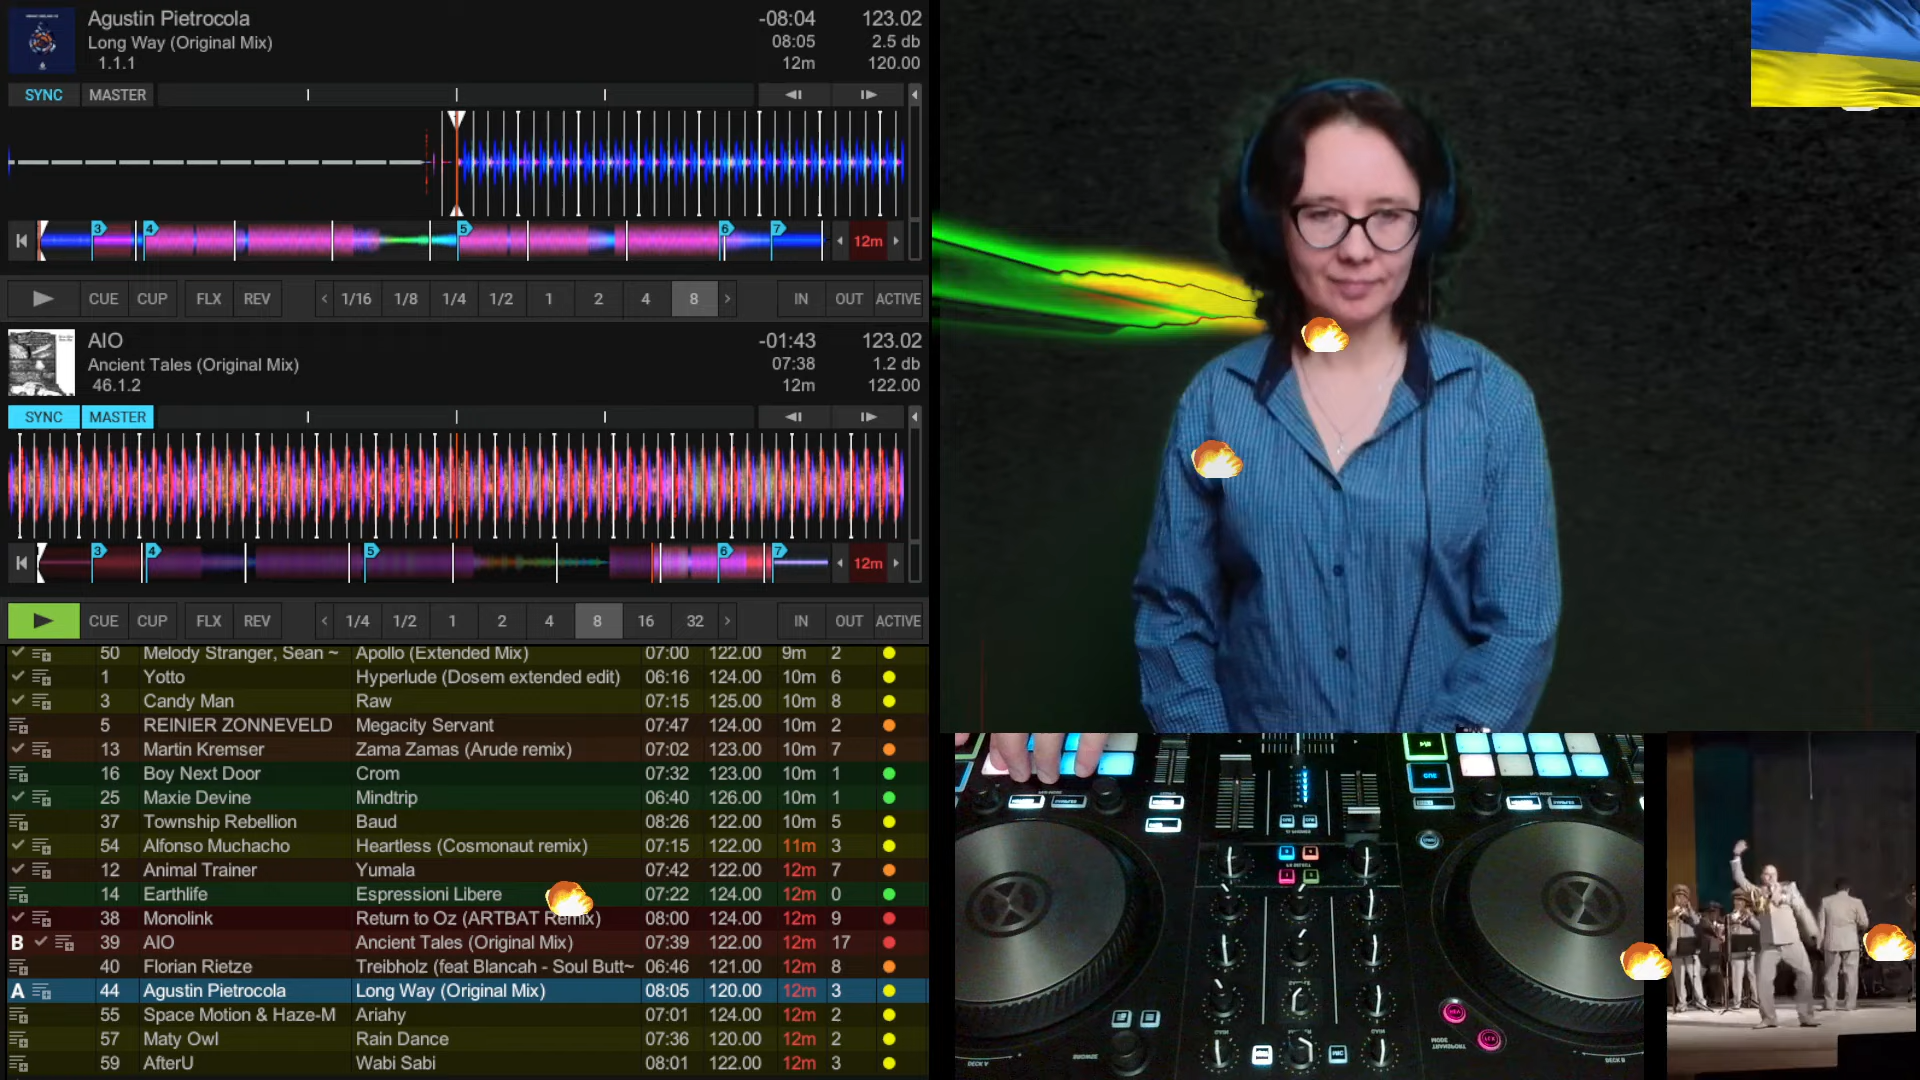 Agustin Pietrocola -08:04 123.02
Long Way (Original Mix) 08:05 2.5 db
1.1.1 12m 120.00
SYNC MASTER
3 4 5 6 7 12m
CUE CUP FLX REV 1/16 1/8 1/4 1/2 1 2 4 8 IN OUT ACTIVE
AIO -01:43 123.02
Ancient Tales (Original Mix) 07:38 1.2 db
46.1.2 12m 122.00
SYNC MASTER
3 4 5 6 7 12m
CUE CUP FLX REV 1/4 1/2 1 2 4 8 16 32 IN OUT ACTIVE
50 Melody Stranger, Sean ~ Apollo (Extended Mix) 07:00 122.00 9m 2
1 Yotto Hyperlude (Dosem extended edit) 06:16 124.00 10m 6
3 Candy Man Raw 07:15 125.00 10m 8
5 REINIER ZONNEVELD Megacity Servant 07:47 124.00 10m 2
13 Martin Kremser Zama Zamas (Arude remix) 07:02 123.00 10m 7
16 Boy Next Door Crom 07:32 123.00 10m 1
25 Maxie Devine Mindtrip 06:40 126.00 10m 1
37 Township Rebellion Baud 08:26 122.00 10m 5
54 Alfonso Muchacho Heartless (Cosmonaut remix) 07:15 122.00 11m 3
12 Animal Trainer Yumala 07:42 122.00 12m 7
14 Earthlife Espressioni Libere 07:22 124.00 12m 0
38 Monolink Return to Oz (ARTBAT Remix) 08:00 124.00 12m 9
B 39 AIO Ancient Tales (Original Mix) 07:39 122.00 12m 17
40 Florian Rietze Treibholz (feat Blancah - Soul Butt~ 06:46 121.00 12m 8
A 44 Agustin Pietrocola Long Way (Original Mix) 08:05 120.00 12m 3
55 Space Motion & Haze-M Ariahy 07:01 124.00 12m 2
57 Maty Owl Rain Dance 07:36 120.00 12m 2
59 AfterU Wabi Sabi 08:01 122.00 12m 3